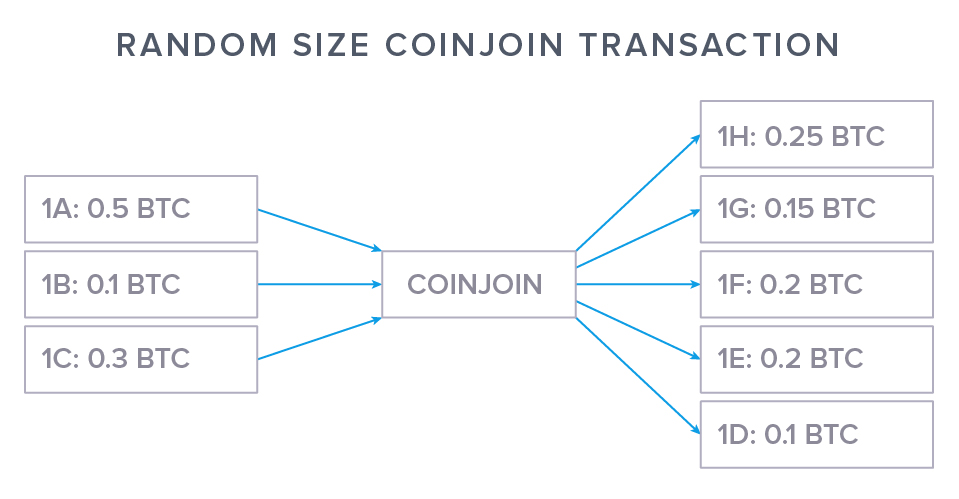 RANDOM SIZE COINJOIN TRANSACTION
1A: 0.5 BTC
1B: 0.1 BTC
1C: 0.3 BTC
COINJOIN
1H: 0.25 BTC
1G: 0.15 BTC
1F: 0.2 BTC
1E: 0.2 BTC
1D: 0.1 BTC